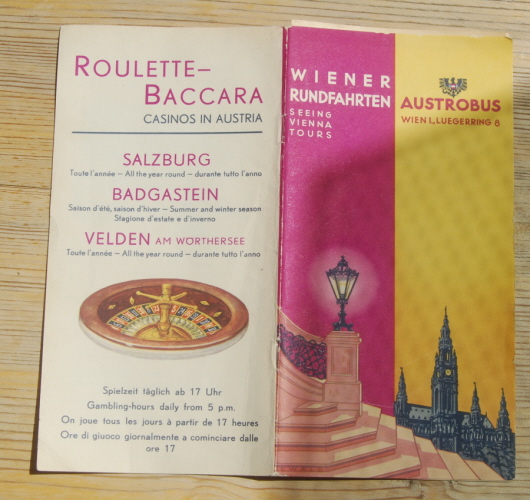 ROULETTE–
BACCARA
CASINOS IN AUSTRIA
SALZBURG
Toute l'année – All the year round – durante tutto l'anno
BADGASTEIN
Saison d'été, saison d'hiver – Summer and winter season
Stagione d'estate e d'inverno
VELDEN AM WÖRTHERSEE
Toute l'année – All the year round – durante tutto l'anno
Spielzeit täglich ab 17 Uhr
Gambling-hours daily from 5 p.m.
On joue tous les jours à partir de 17 heures
Ore di giuoco giornalmente a cominciare dalle
ore 17
WIENER
RUNDFAHRTEN
SEEING
VIENNA
TOURS
AUSTROBUS
WIEN I., LUEGERRING 8